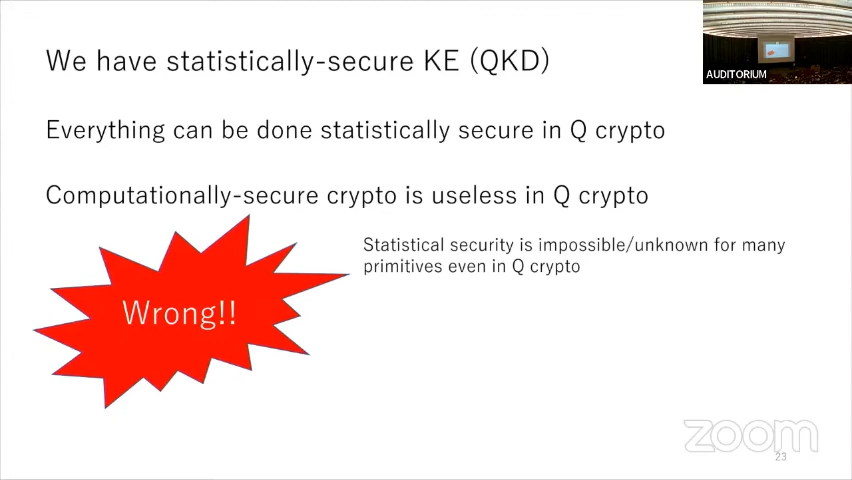 We have statistically-secure KE (QKD)
AUDITORIUM
Everything can be done statistically secure in Q crypto
Computationally-secure crypto is useless in Q crypto
Statistical security is impossible/unknown for many
primitives even in Q crypto
Wrong!!
zoom
23